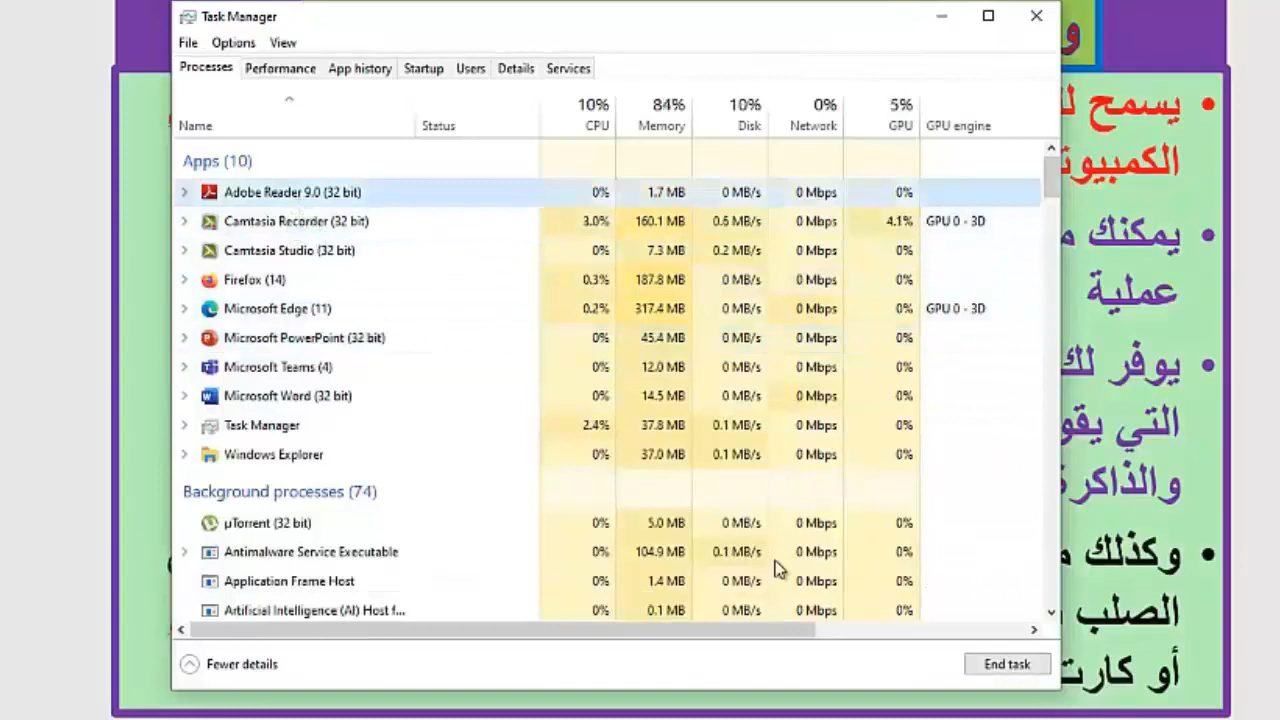 Task Manager
File Options View
Processes Performance App history Startup Users Details Services
10% 84% 10% 0% 5%
Name Status CPU Memory Disk Network GPU GPU engine
Apps (10)
Adobe Reader 9.0 (32 bit) 0% 1.7 MB 0 MB/s 0 Mbps 0%
Camtasia Recorder (32 bit) 3.0% 160.1 MB 0.6 MB/s 0 Mbps 4.1% GPU 0 - 3D
Camtasia Studio (32 bit) 0% 7.3 MB 0.2 MB/s 0 Mbps 0%
Firefox (14) 0.3% 187.8 MB 0 MB/s 0 Mbps 0%
Microsoft Edge (11) 0.2% 317.4 MB 0 MB/s 0 Mbps 0% GPU 0 - 3D
Microsoft PowerPoint (32 bit) 0% 45.4 MB 0 MB/s 0 Mbps 0%
Microsoft Teams (4) 0% 12.0 MB 0 MB/s 0 Mbps 0%
Microsoft Word (32 bit) 0% 14.5 MB 0 MB/s 0 Mbps 0%
Task Manager 2.4% 37.8 MB 0.1 MB/s 0 Mbps 0%
Windows Explorer 0% 37.0 MB 0.1 MB/s 0 Mbps 0%
Background processes (74)
µTorrent (32 bit) 0% 5.0 MB 0 MB/s 0 Mbps 0%
Antimalware Service Executable 0% 104.9 MB 0.1 MB/s 0 Mbps 0%
Application Frame Host 0% 1.4 MB 0 MB/s 0 Mbps 0%
Artificial Intelligence (AI) Host f... 0% 0.1 MB 0 MB/s 0 Mbps 0%
Fewer details End task
• يسمح
• يمكنك
عملية
• يوفر لك
التي
• وكذلك
الصلب
أو